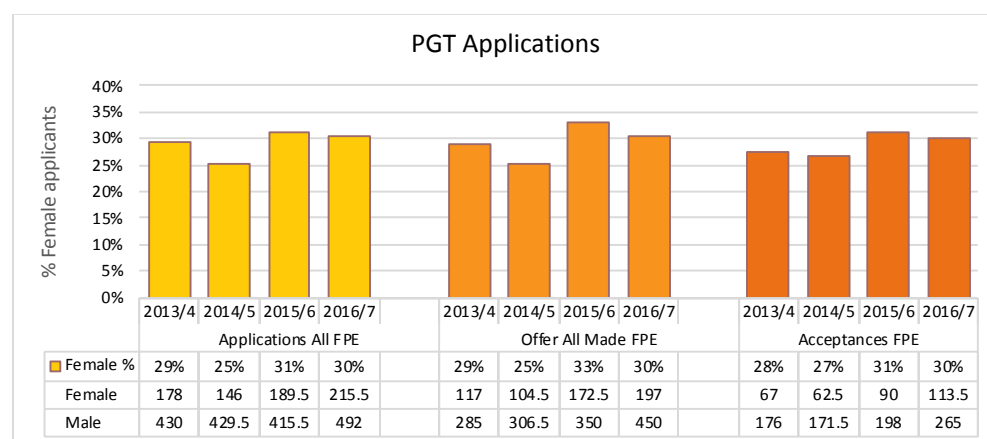 PGT Applications
% Female applicants
40%
35%
30%
25%
20%
15%
10%
5%
0%
2013/4 2014/5 2015/6 2016/7 2013/4 2014/5 2015/6 2016/7 2013/4 2014/5 2015/6 2016/7
Applications All FPE Offer All Made FPE Acceptances FPE
Female % 29% 25% 31% 30% 29% 25% 33% 30% 28% 27% 31% 30%
Female 178 146 189.5 215.5 117 104.5 172.5 197 67 62.5 90 113.5
Male 430 429.5 415.5 492 285 306.5 350 450 176 171.5 198 265